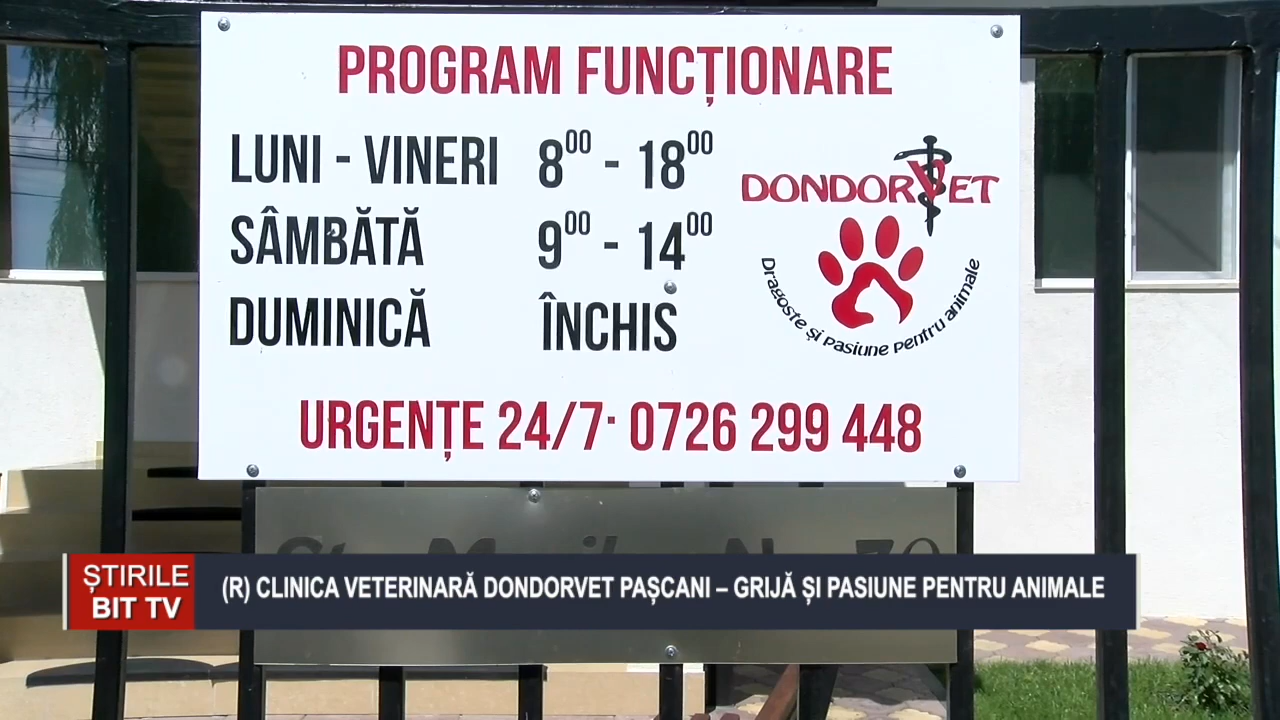 PROGRAM FUNCȚIONARE
LUNI - VINERI 8⁰⁰ - 18⁰⁰
SÂMBĂTĂ 9⁰⁰ - 14⁰⁰
DUMINICĂ ÎNCHIS
DONDORVET
Dragoste și pasiune pentru animale
URGENȚE 24/7· 0726 299 448
ȘTIRILE
BIT TV
(R) CLINICA VETERINARĂ DONDORVET PAȘCANI – GRIJĂ ȘI PASIUNE PENTRU ANIMALE